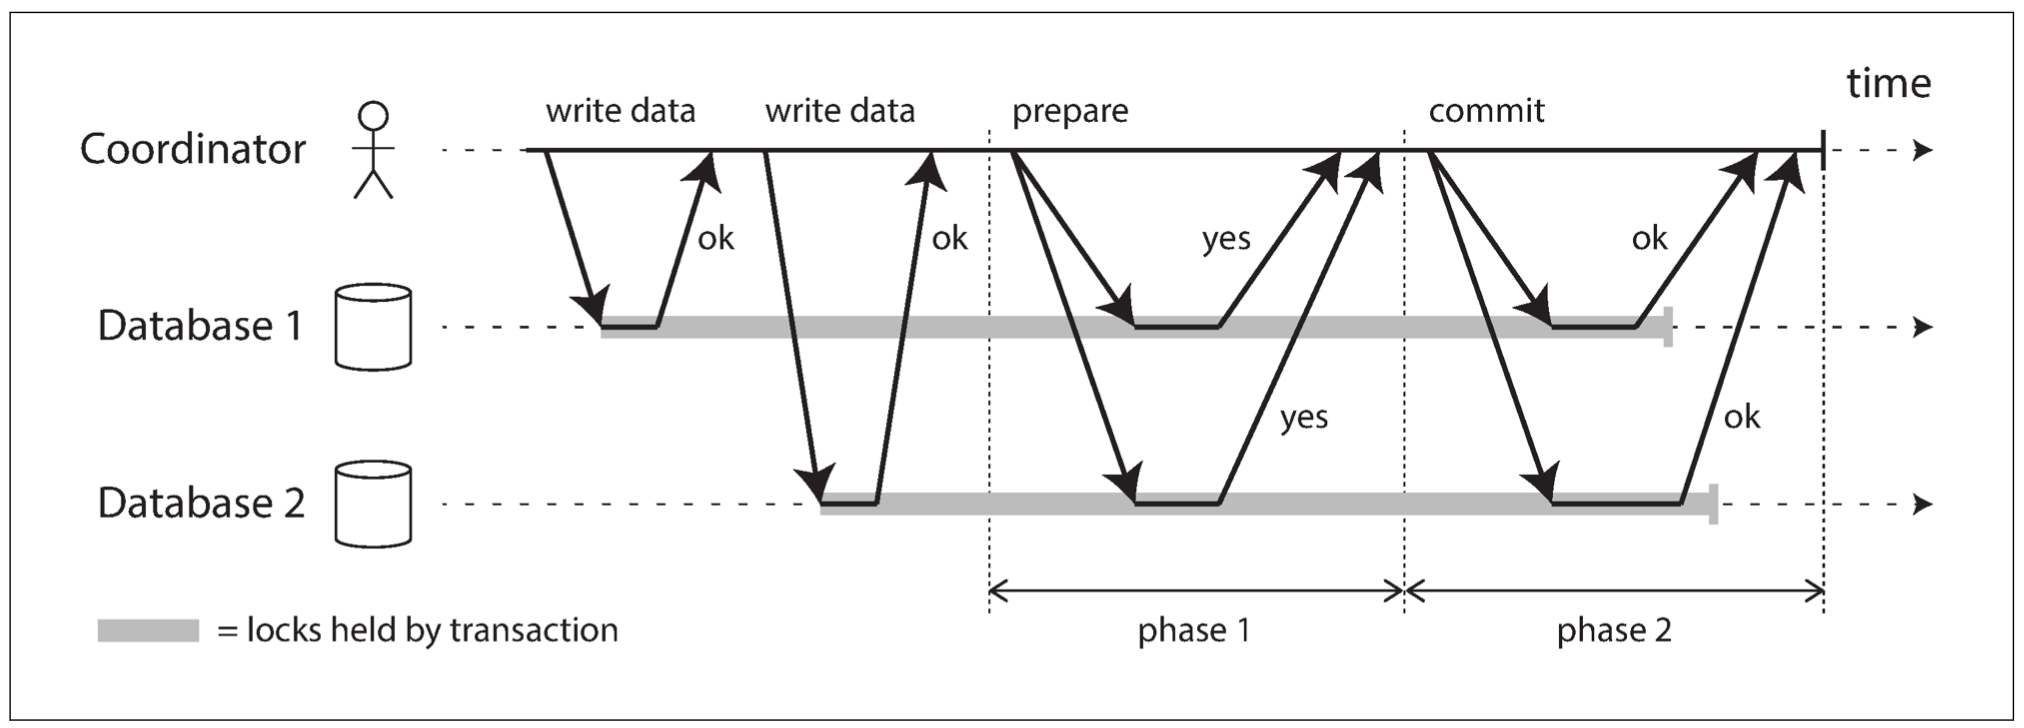 time
write data
write data
prepare
commit
Coordinator
ok
ok
yes
ok
Database 1
yes
ok
Database 2
= locks held by transaction
phase 1
phase 2